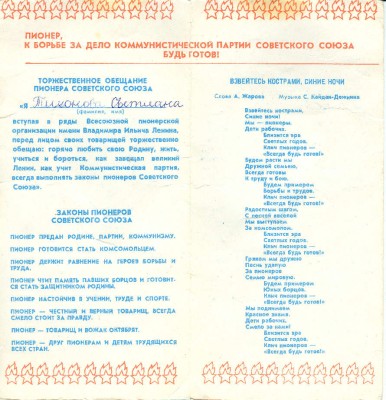 ПИОНЕР,
К БОРЬБЕ ЗА ДЕЛО КОММУНИСТИЧЕСКОЙ ПАРТИИ СОВЕТСКОГО СОЮЗА
БУДЬ ГОТОВ!
ТОРЖЕСТВЕННОЕ ОБЕЩАНИЕ
ПИОНЕРА СОВЕТСКОГО СОЮЗА
«Я Тихонова Светлана
(фамилия, имя)
вступая в ряды Всесоюзной пионерской
организации имени Владимира Ильича Ленина,
перед лицом своих товарищей торжественно
обещаю: горячо любить свою Родину, жить,
учиться и бороться, как завещал великий
Ленин, как учит Коммунистическая партия,
всегда выполнять законы пионеров Советского
Союза».
ЗАКОНЫ ПИОНЕРОВ
СОВЕТСКОГО СОЮЗА
ПИОНЕР ПРЕДАН РОДИНЕ, ПАРТИИ, КОММУНИЗМУ.
ПИОНЕР ГОТОВИТСЯ СТАТЬ КОМСОМОЛЬЦЕМ.
ПИОНЕР ДЕРЖИТ РАВНЕНИЕ НА ГЕРОЕВ БОРЬБЫ И
ТРУДА.
ПИОНЕР ЧТИТ ПАМЯТЬ ПАВШИХ БОРЦОВ И ГОТОВИТ-
СЯ СТАТЬ ЗАЩИТНИКОМ РОДИНЫ.
ПИОНЕР НАСТОЙЧИВ В УЧЕНИИ, ТРУДЕ И СПОРТЕ.
ПИОНЕР — ЧЕСТНЫЙ И ВЕРНЫЙ ТОВАРИЩ, ВСЕГДА
СМЕЛО СТОИТ ЗА ПРАВДУ.
ПИОНЕР — ТОВАРИЩ И ВОЖАК ОКТЯБРЯТ.
ПИОНЕР — ДРУГ ПИОНЕРАМ И ДЕТЯМ ТРУДЯЩИХСЯ
ВСЕХ СТРАН.
ВЗВЕЙТЕСЬ КОСТРАМИ, СИНИЕ НОЧИ
Слова А. Жарова Музыка С. Кайдан-Дешкина
Взвейтесь кострами,
Синие ночи!
Мы — пионеры,
Дети рабочих.
Близится эра
Светлых годов.
Клич пионеров —
«Всегда будь готов!»
Будем расти мы
Дружной семьею,
Всегда готовы
К труду и бою.
Будем примером
Борьбы и трудов.
Клич пионеров —
«Всегда будь готов!»
Радостным шагом,
С песней веселой
Мы выступаем
За комсомолом.
Близится эра
Светлых годов.
Клич пионеров —
«Всегда будь готов!»
Грянем мы дружно
Песнь удалую
За пионеров
Семью мировую.
Будем примером
Юных борцов.
Клич пионеров —
«Всегда будь готов!»
Мы поднимаем
Красное знамя.
Дети рабочих,
Смело за нами!
Близится эра
Светлых годов.
Клич пионеров —
«Всегда будь готов!»